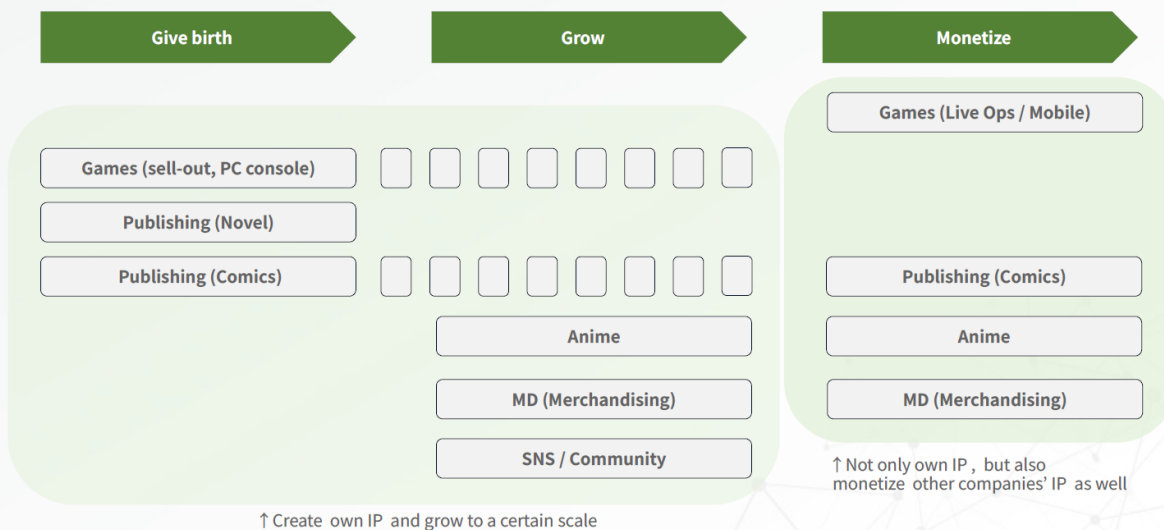 Give birth
Grow
Monetize
Games (Live Ops / Mobile)
Games (sell-out, PC console)
Publishing (Novel)
Publishing (Comics)
Publishing (Comics)
Anime
Anime
MD (Merchandising)
MD (Merchandising)
SNS / Community
↑ Not only own IP , but also
monetize other companies’ IP as well
↑ Create own IP and grow to a certain scale